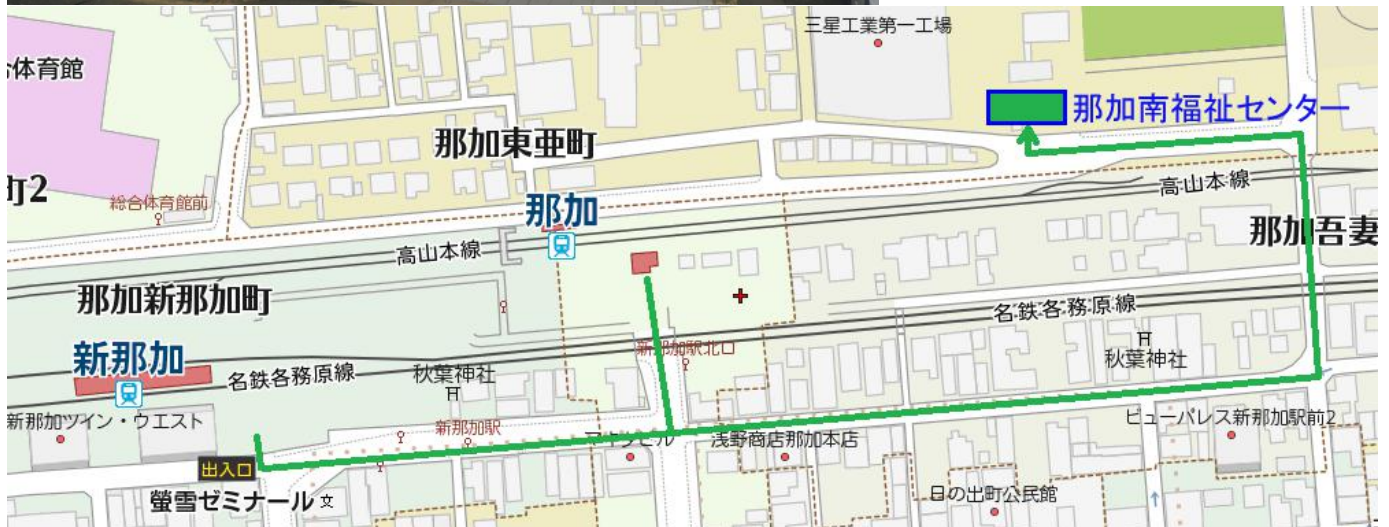 三星工業第一工場
合体育館
那加南福祉センター
那加東亜町
町2
総合体育館前
那加
高山本線
高山本線
那加吾妻
那加新那加町
名鉄各務原線
新那加駅北口
新那加
名鉄各務原線
秋葉神社
秋葉神社
新那加ツイン・ウエスト
新那加駅
浅野商店那加本店
ビューパレス新那加駅前2
出入口
螢雪ゼミナール
日の出町公民館